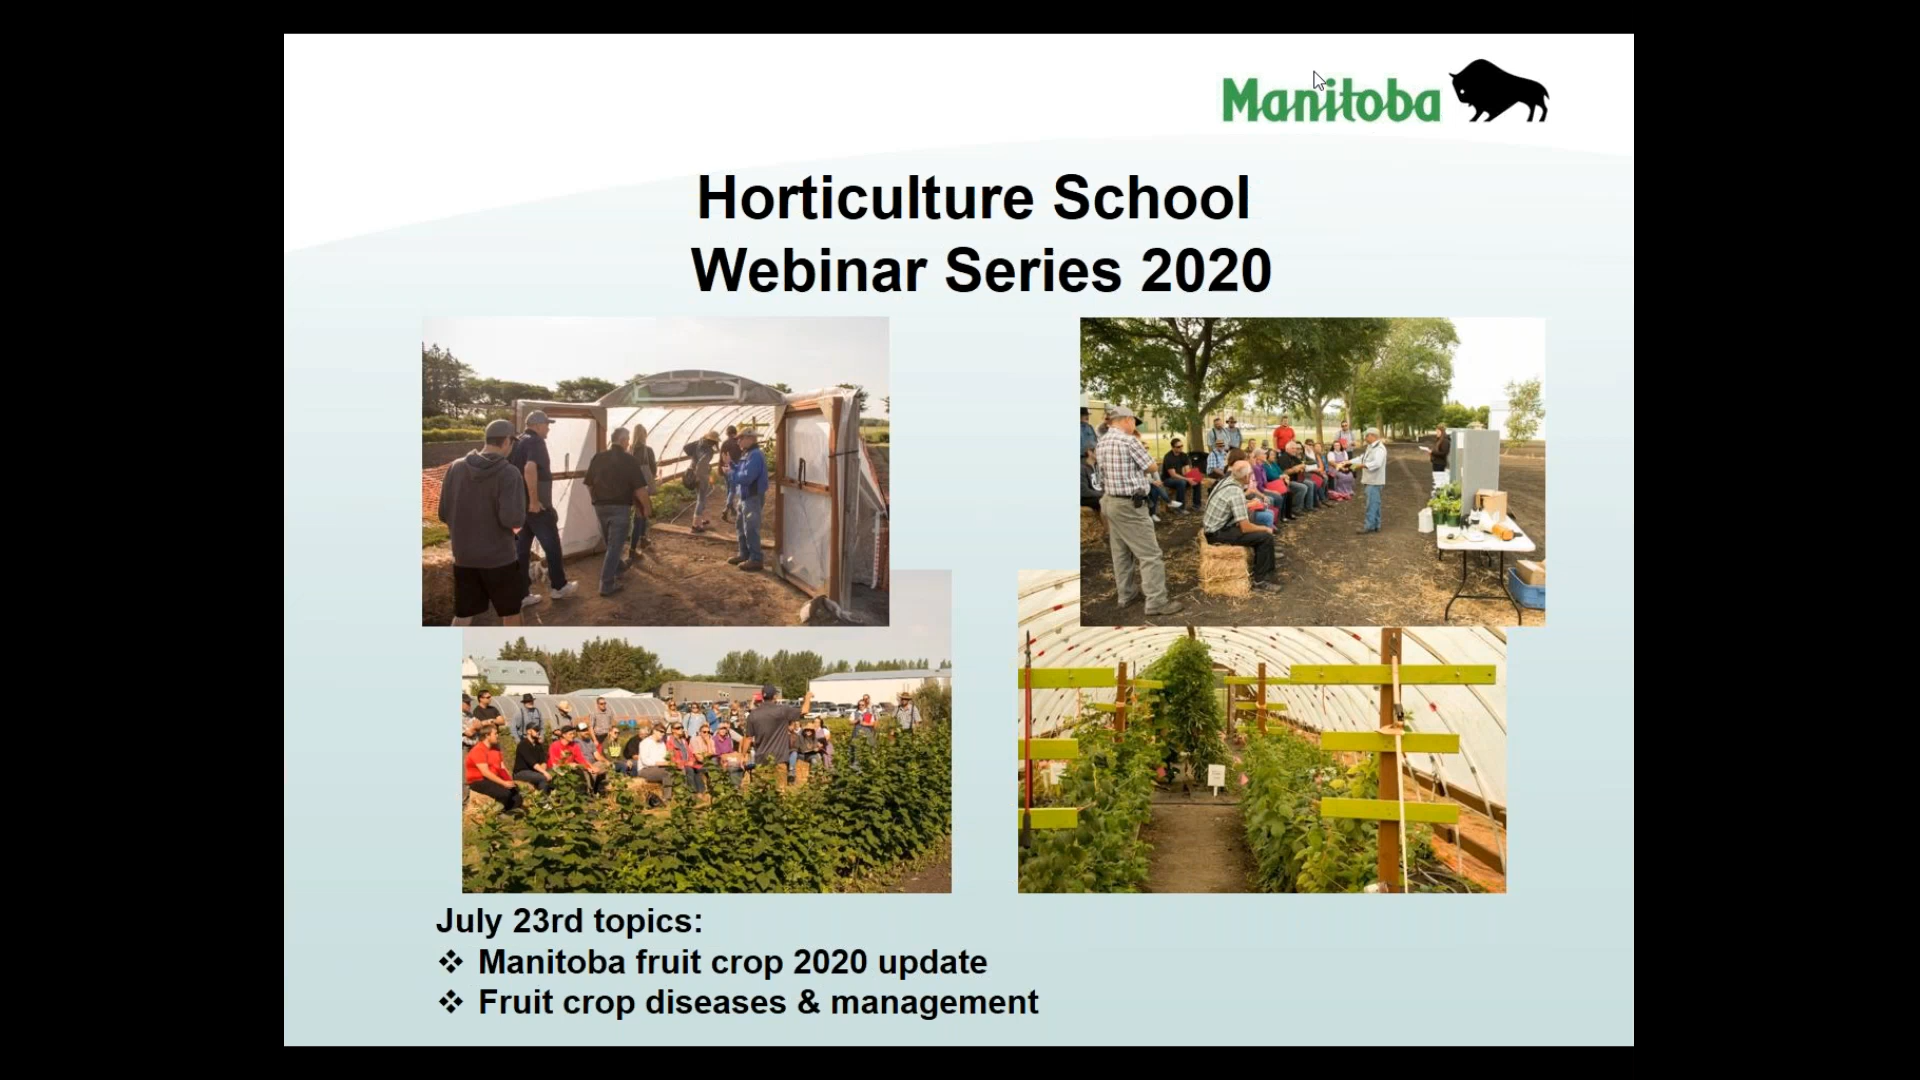 Manitoba
Horticulture School
Webinar Series 2020
July 23rd topics:
❖ Manitoba fruit crop 2020 update
❖ Fruit crop diseases & management